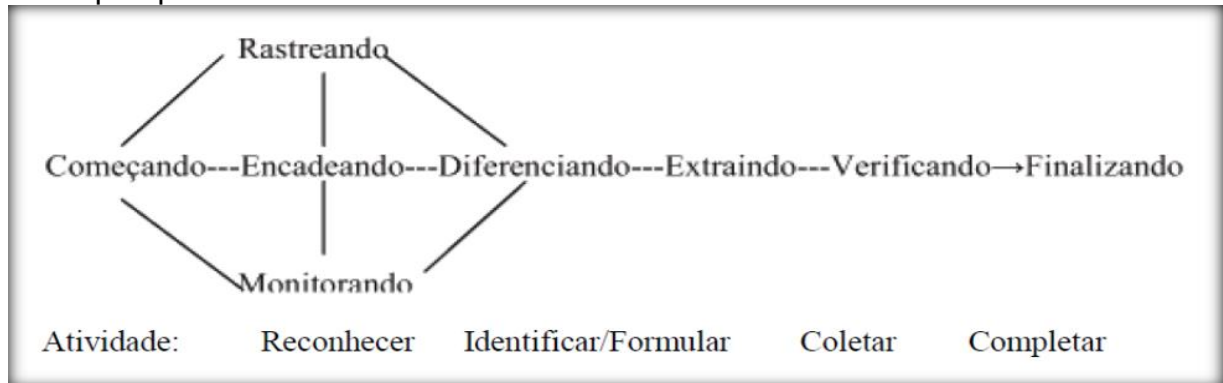 Rastreando
Começando---Encadeando---Diferenciando---Extraindo---Verificando→Finalizando
Monitorando
Atividade: Reconhecer Identificar/Formular Coletar Completar